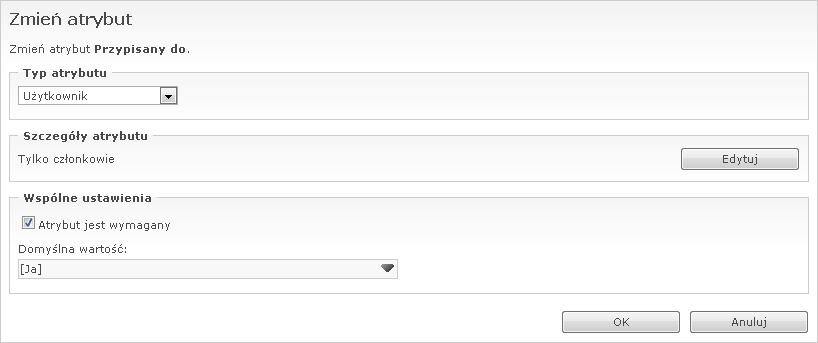 Zmień atrybut
Zmień atrybut Przypisany do.
Typ atrybutu
Użytkownik
Szczegóły atrybutu
Tylko członkowie
Edytuj
Wspólne ustawienia
Atrybut jest wymagany
Domyślna wartość:
[Ja]
OK
Anuluj